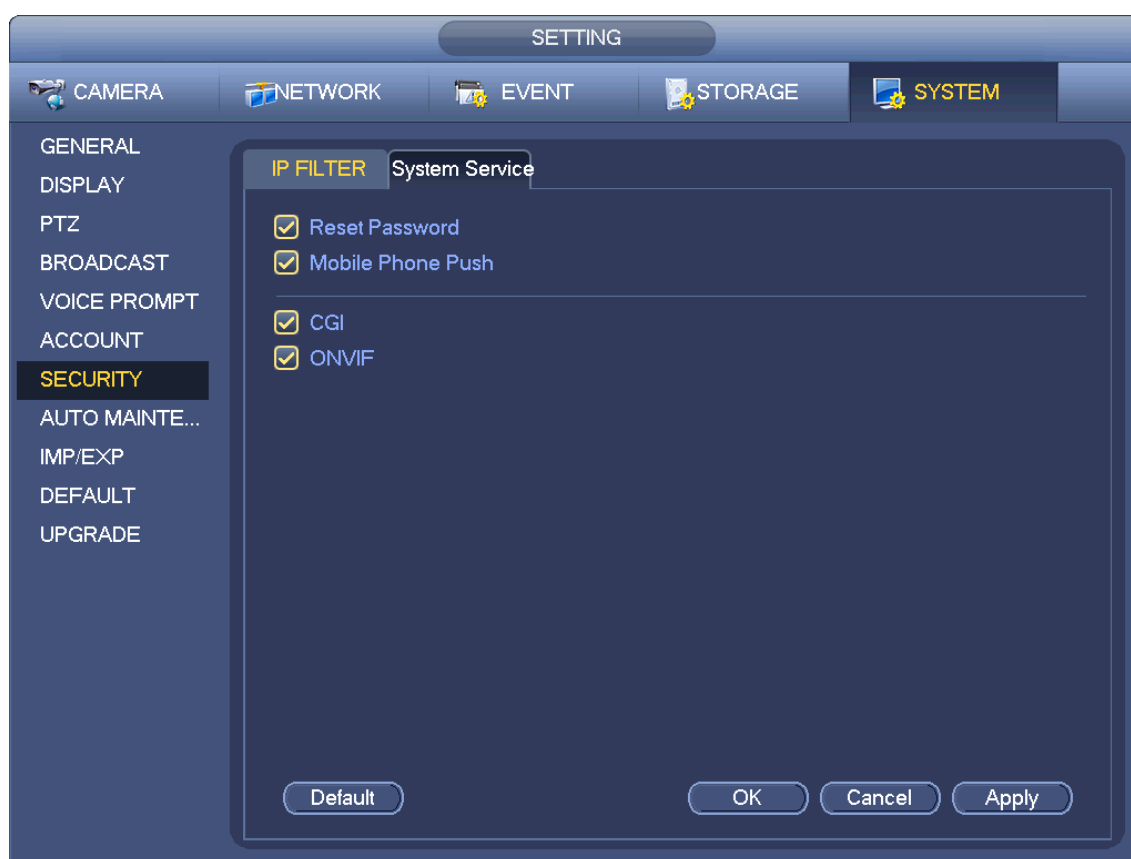 SETTING
CAMERA NETWORK EVENT STORAGE SYSTEM
GENERAL
DISPLAY
PTZ
BROADCAST
VOICE PROMPT
ACCOUNT
SECURITY
AUTO MAINTE...
IMP/EXP
DEFAULT
UPGRADE
IP FILTER System Service
Reset Password
Mobile Phone Push
CGI
ONVIF
Default OK Cancel Apply